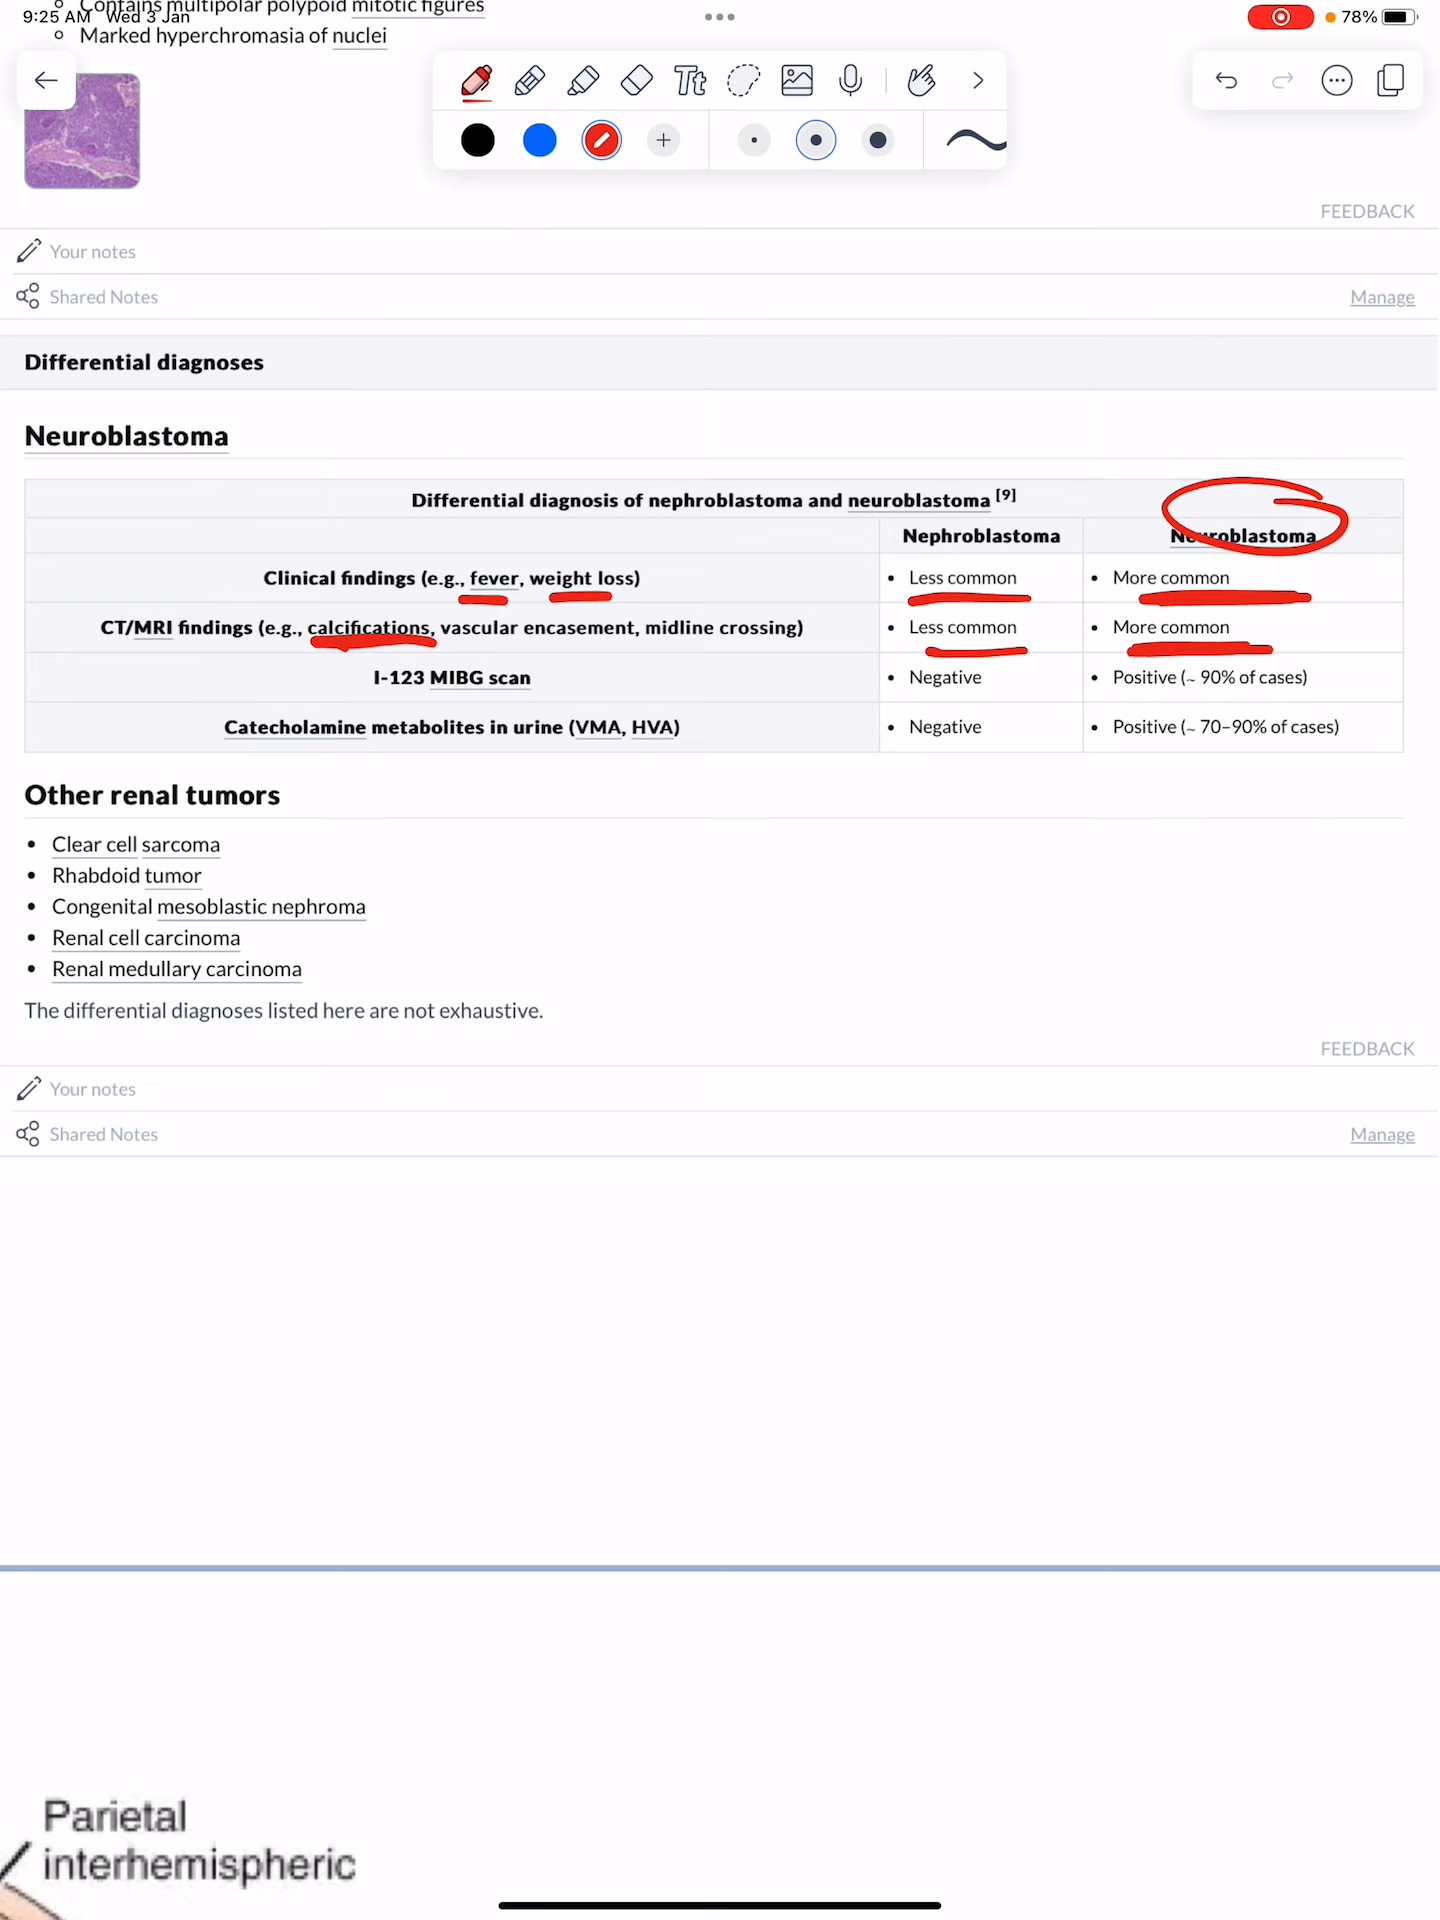 Contains multipolar polypoid mitotic figures
9:25 AM Wed 3 Jan
78%
Marked hyperchromasia of nuclei
Tt
FEEDBACK
Your notes
Shared Notes
Manage
Differential diagnoses
Neuroblastoma
Differential diagnosis of nephroblastoma and neuroblastoma [9]
Nephroblastoma
Neuroblastoma
Clinical findings (e.g., fever, weight loss)
• Less common
• More common
CT/MRI findings (e.g., calcifications, vascular encasement, midline crossing)
• Less common
• More common
I-123 MIBG scan
• Negative
• Positive (~ 90% of cases)
Catecholamine metabolites in urine (VMA, HVA)
• Negative
• Positive (~ 70–90% of cases)
Other renal tumors
• Clear cell sarcoma
• Rhabdoid tumor
• Congenital mesoblastic nephroma
• Renal cell carcinoma
• Renal medullary carcinoma
The differential diagnoses listed here are not exhaustive.
FEEDBACK
Your notes
Shared Notes
Manage
Parietal
interhemispheric